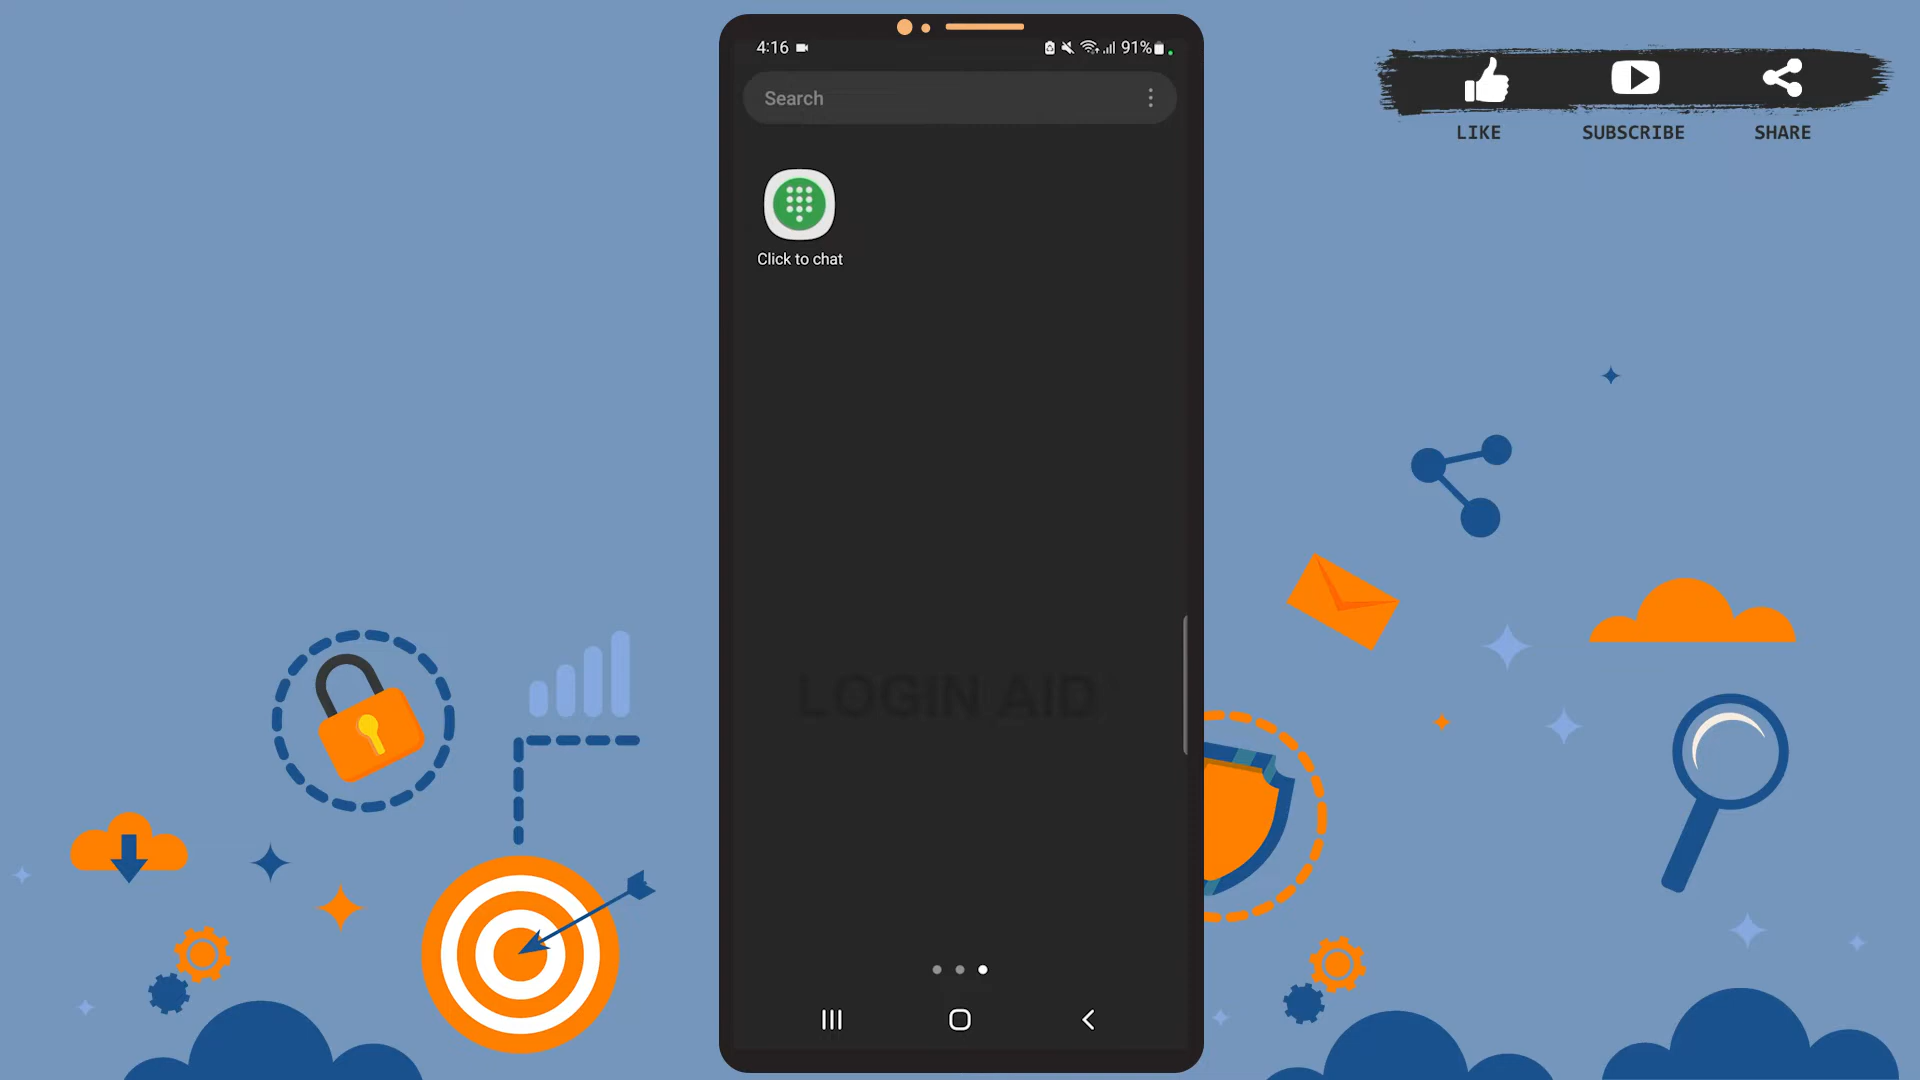 4:16
91%
Search
Click to chat
LOGIN AID
LIKE
SUBSCRIBE
SHARE